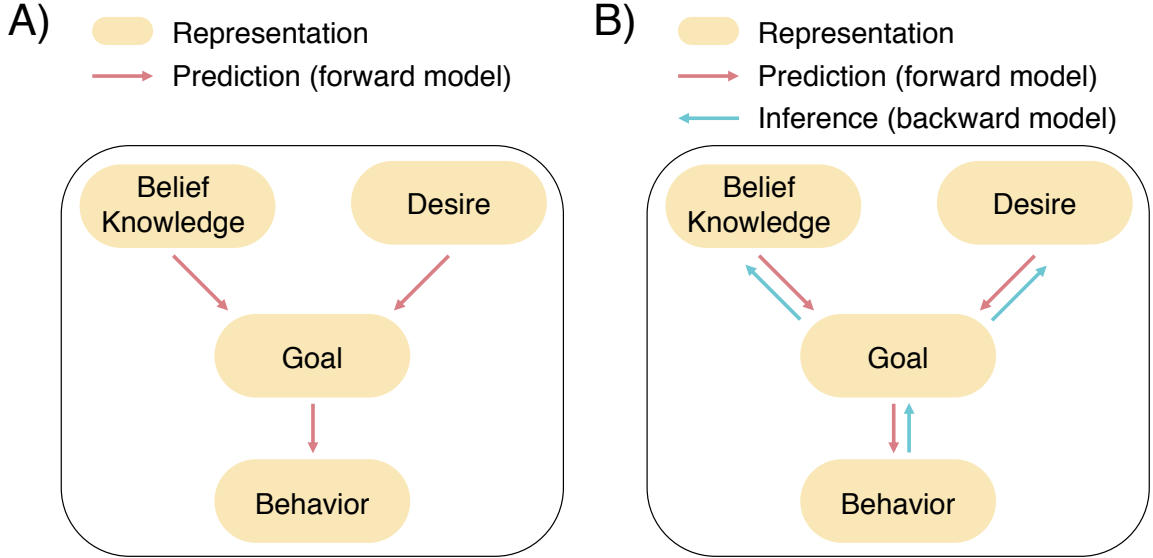 A)
Representation
Prediction (forward model)
Belief
Knowledge
Desire
Goal
Behavior
B)
Representation
Prediction (forward model)
Inference (backward model)
Belief
Knowledge
Desire
Goal
Behavior